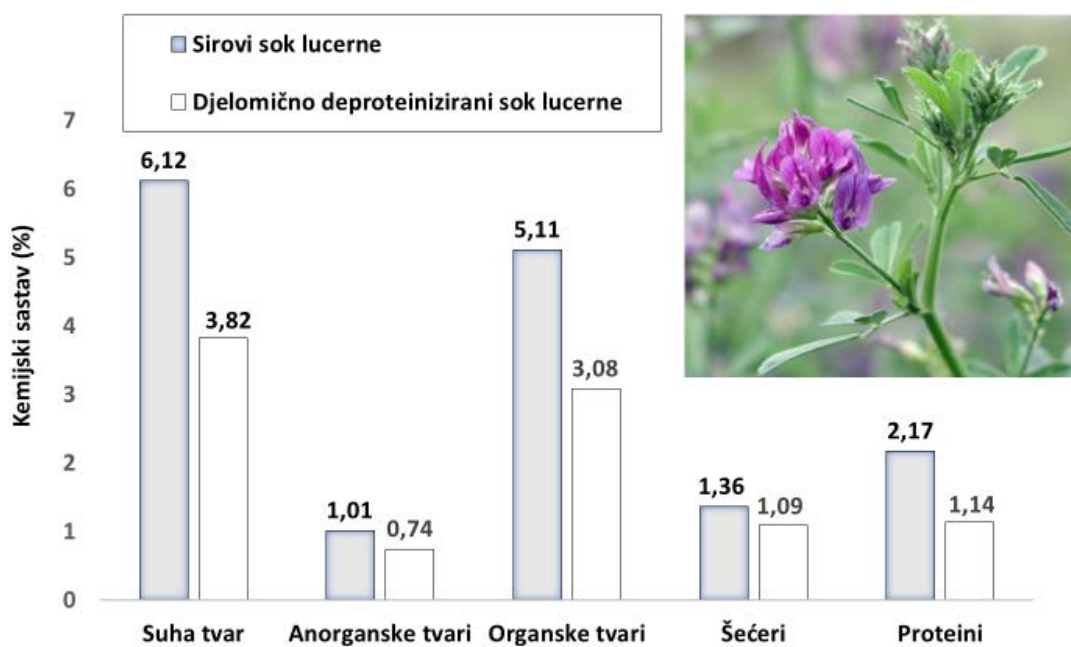 Sirovi sok lucerne
Djelomično deproteinizirani sok lucerne
Kemijski sastav (%)
7
6
5
4
3
2
1
0
6,12
3,82
1,01
0,74
5,11
3,08
1,36
1,09
2,17
1,14
Suha tvar
Anorganske tvari
Organske tvari
Šećeri
Proteini